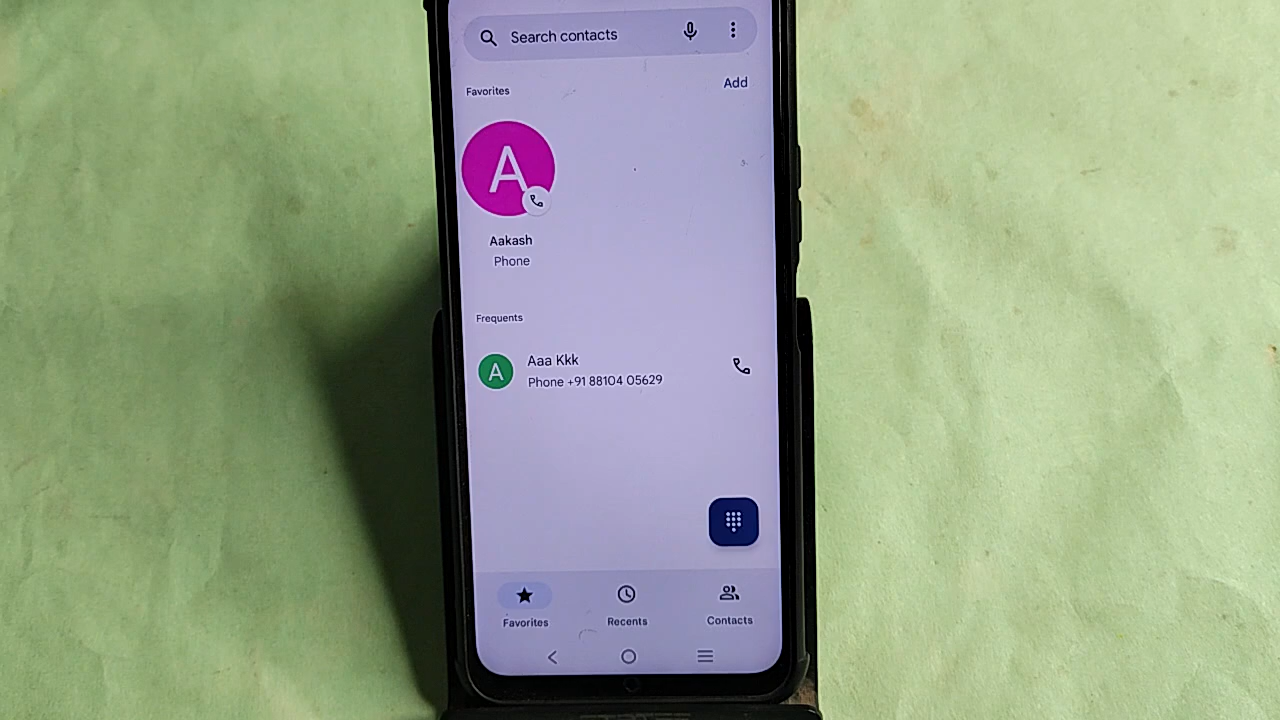 Search contacts
Favorites
Add
A
Aakash
Phone
Frequents
A
Aaa Kkk
Phone +91 88104 05629
Favorites
Recents
Contacts